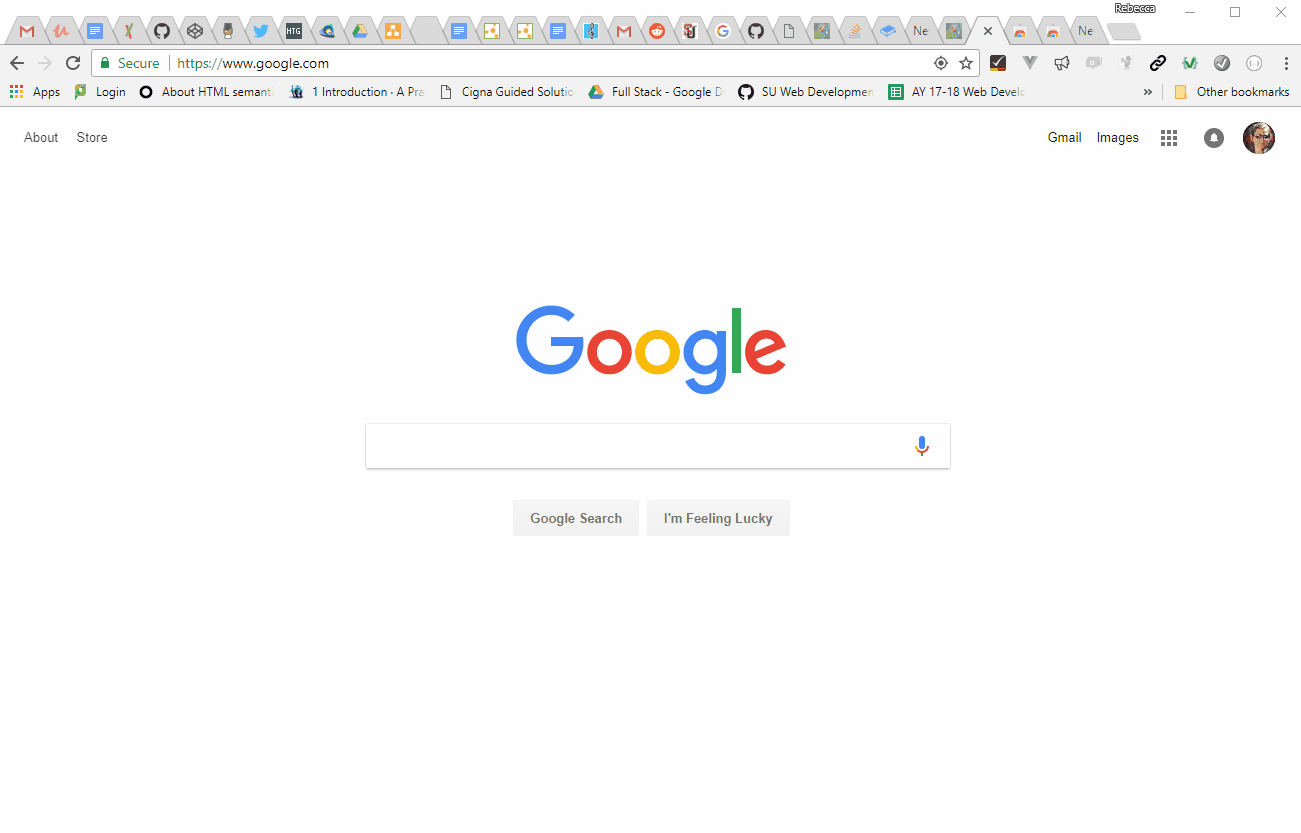 Rebecca
HTG
Ne
Ne
Secure
https://www.google.com
Apps
Login
About HTML semanti
1 Introduction · A Pra
Cigna Guided Solutio
Full Stack - Google D
SU Web Developmen
AY 17-18 Web Develo
»
Other bookmarks
About
Store
Gmail
Images
Google
Google Search
I'm Feeling Lucky